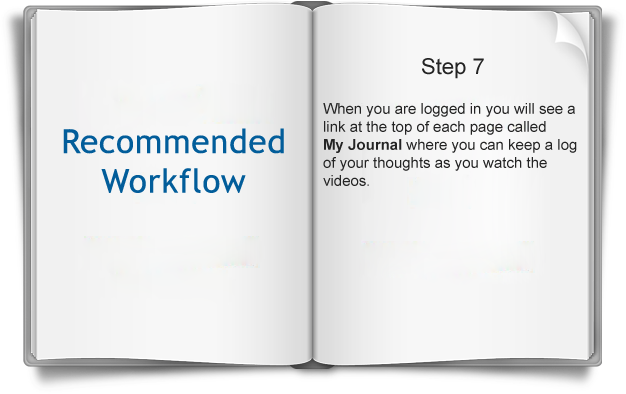 Recommended
Workflow
Step 7
When you are logged in you will see a
link at the top of each page called
My Journal where you can keep a log
of your thoughts as you watch the
videos.